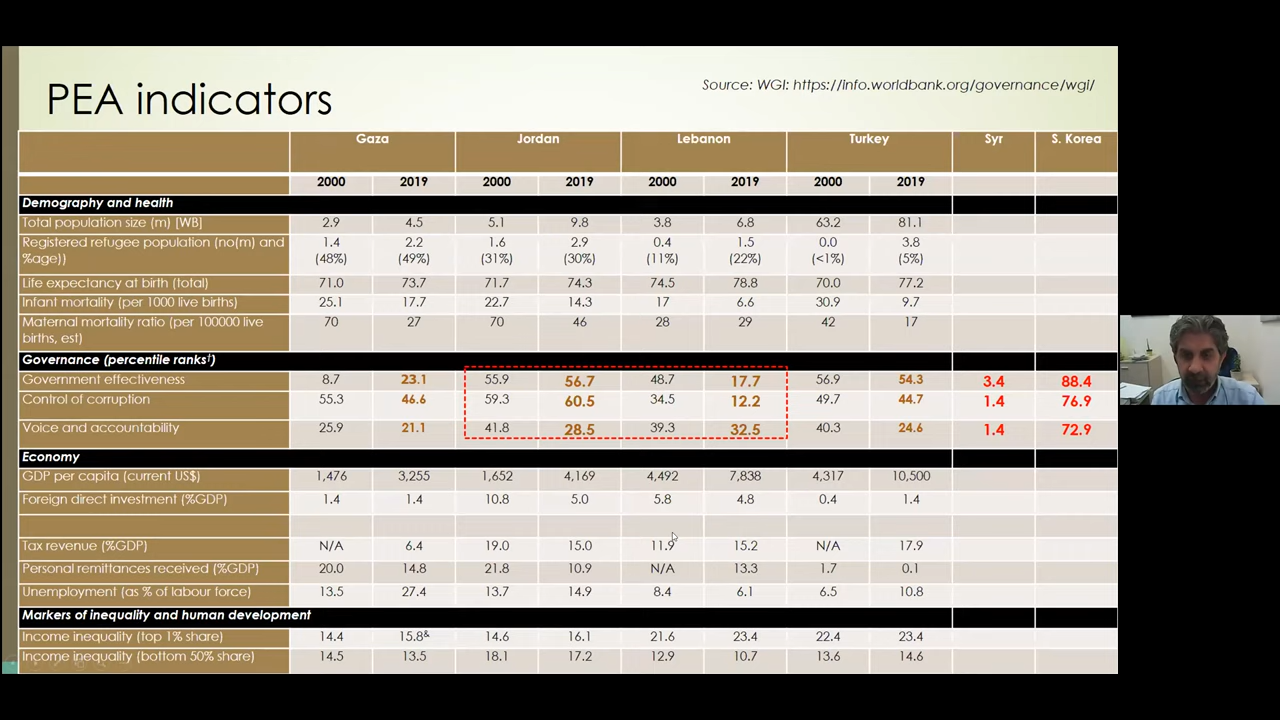 PEA indicators
Source: WGI: https://info.worldbank.org/governance/wgi/
Gaza Jordan Lebanon Turkey Syr S. Korea
2000 2019 2000 2019 2000 2019 2000 2019
Demography and health
Total population size (m) [WB] 2.9 4.5 5.1 9.8 3.8 6.8 63.2 81.1
Registered refugee population (no(m) and 1.4 2.2 1.6 2.9 0.4 1.5 0.0 3.8
%age)) (48%) (49%) (31%) (30%) (11%) (22%) (<1%) (5%)
Life expectancy at birth (total) 71.0 73.7 71.7 74.3 74.5 78.8 70.0 77.2
Infant mortality (per 1000 live births) 25.1 17.7 22.7 14.3 17 6.6 30.9 9.7
Maternal mortality ratio (per 100000 live 70 27 70 46 28 29 42 17
births, est)
Governance (percentile ranks†)
Government effectiveness 8.7 23.1 55.9 56.7 48.7 17.7 56.9 54.3 3.4 88.4
Control of corruption 55.3 46.6 59.3 60.5 34.5 12.2 49.7 44.7 1.4 76.9
Voice and accountability 25.9 21.1 41.8 28.5 39.3 32.5 40.3 24.6 1.4 72.9
Economy
GDP per capita (current US$) 1,476 3,255 1,652 4,169 4,492 7,838 4,317 10,500
Foreign direct investment (%GDP) 1.4 1.4 10.8 5.0 5.8 4.8 0.4 1.4
Tax revenue (%GDP) N/A 6.4 19.0 15.0 11.9 15.2 N/A 17.9
Personal remittances received (%GDP) 20.0 14.8 21.8 10.9 N/A 13.3 1.7 0.1
Unemployment (as % of labour force) 13.5 27.4 13.7 14.9 8.4 6.1 6.5 10.8
Markers of inequality and human development
Income inequality (top 1% share) 14.4 15.8& 14.6 16.1 21.6 23.4 22.4 23.4
Income inequality (bottom 50% share) 14.5 13.5 18.1 17.2 12.9 10.7 13.6 14.6